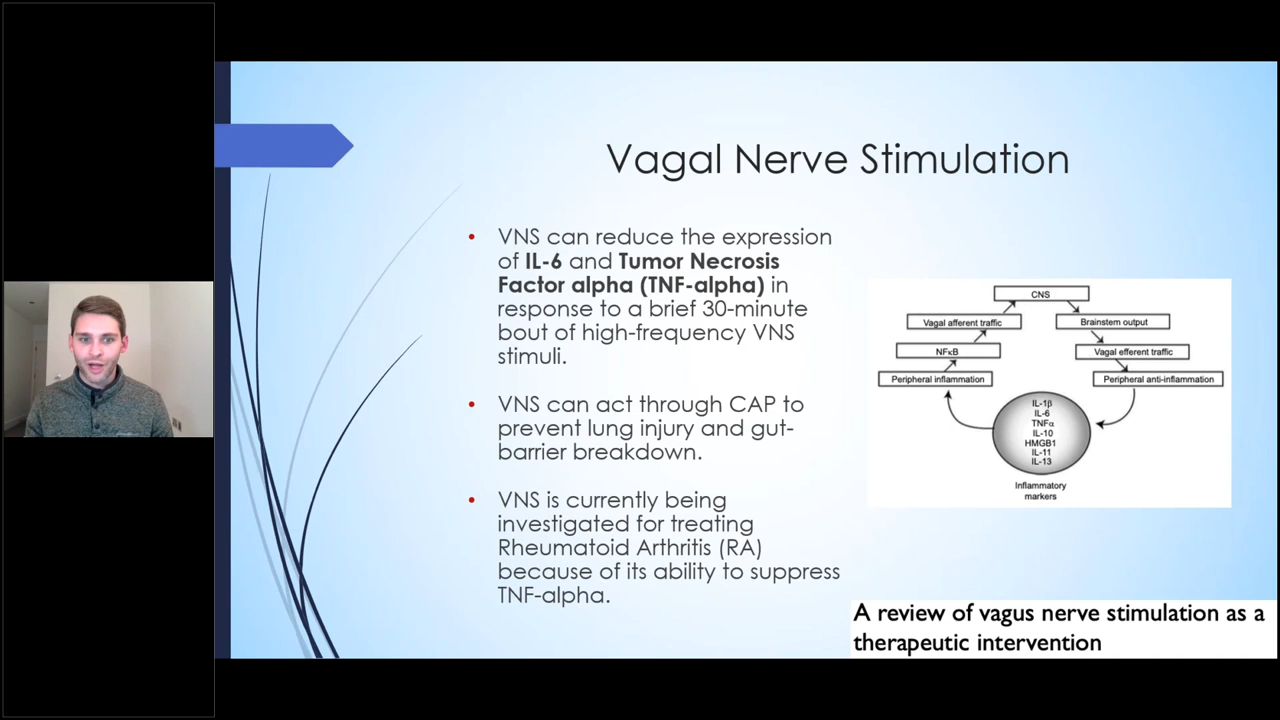 Vagal Nerve Stimulation
• VNS can reduce the expression
of IL-6 and Tumor Necrosis
Factor alpha (TNF-alpha) in
response to a brief 30-minute
bout of high-frequency VNS
stimuli.
• VNS can act through CAP to
prevent lung injury and gut-
barrier breakdown.
• VNS is currently being
investigated for treating
Rheumatoid Arthritis (RA)
because of its ability to suppress
TNF-alpha.
CNS
Vagal afferent traffic
Brainstem output
NFκB
Vagal efferent traffic
Peripheral inflammation
Peripheral anti-inflammation
IL-1β
IL-6
TNFα
IL-10
HMGB1
IL-11
IL-13
Inflammatory
markers
A review of vagus nerve stimulation as a
therapeutic intervention